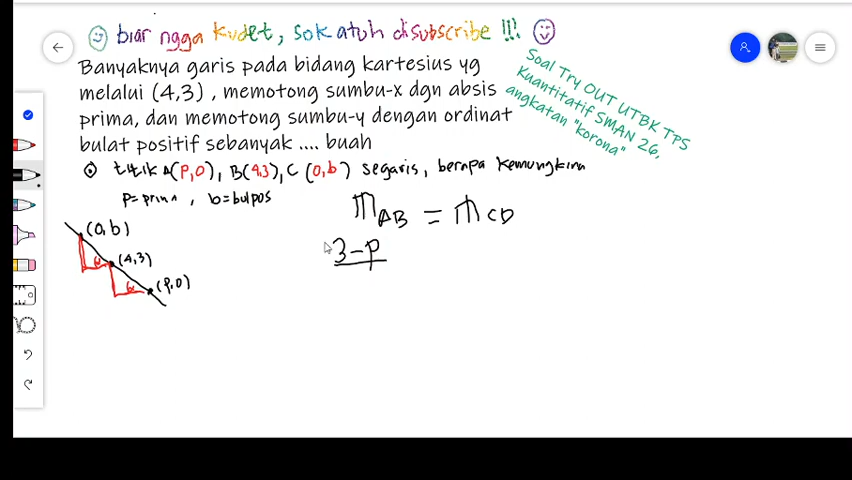 biar ngga kudet, sok atuh disubscribe !!!
Banyaknya garis pada bidang kartesius yg
melalui (4,3) , memotong sumbu-x dgn absis
prima, dan memotong sumbu-y dengan ordinat
bulat positif sebanyak .... buah
Soal Try OUT UTBK TPS
Kuantitatif SMAN 26,
angkatan "korona"
titik A(p,0), B(4,3), C(0,b) segaris, berapa kemungkinan
p=prima, b=bulpos
(0,b)
(4,3)
(p,0)
m AB = m CD
3-p